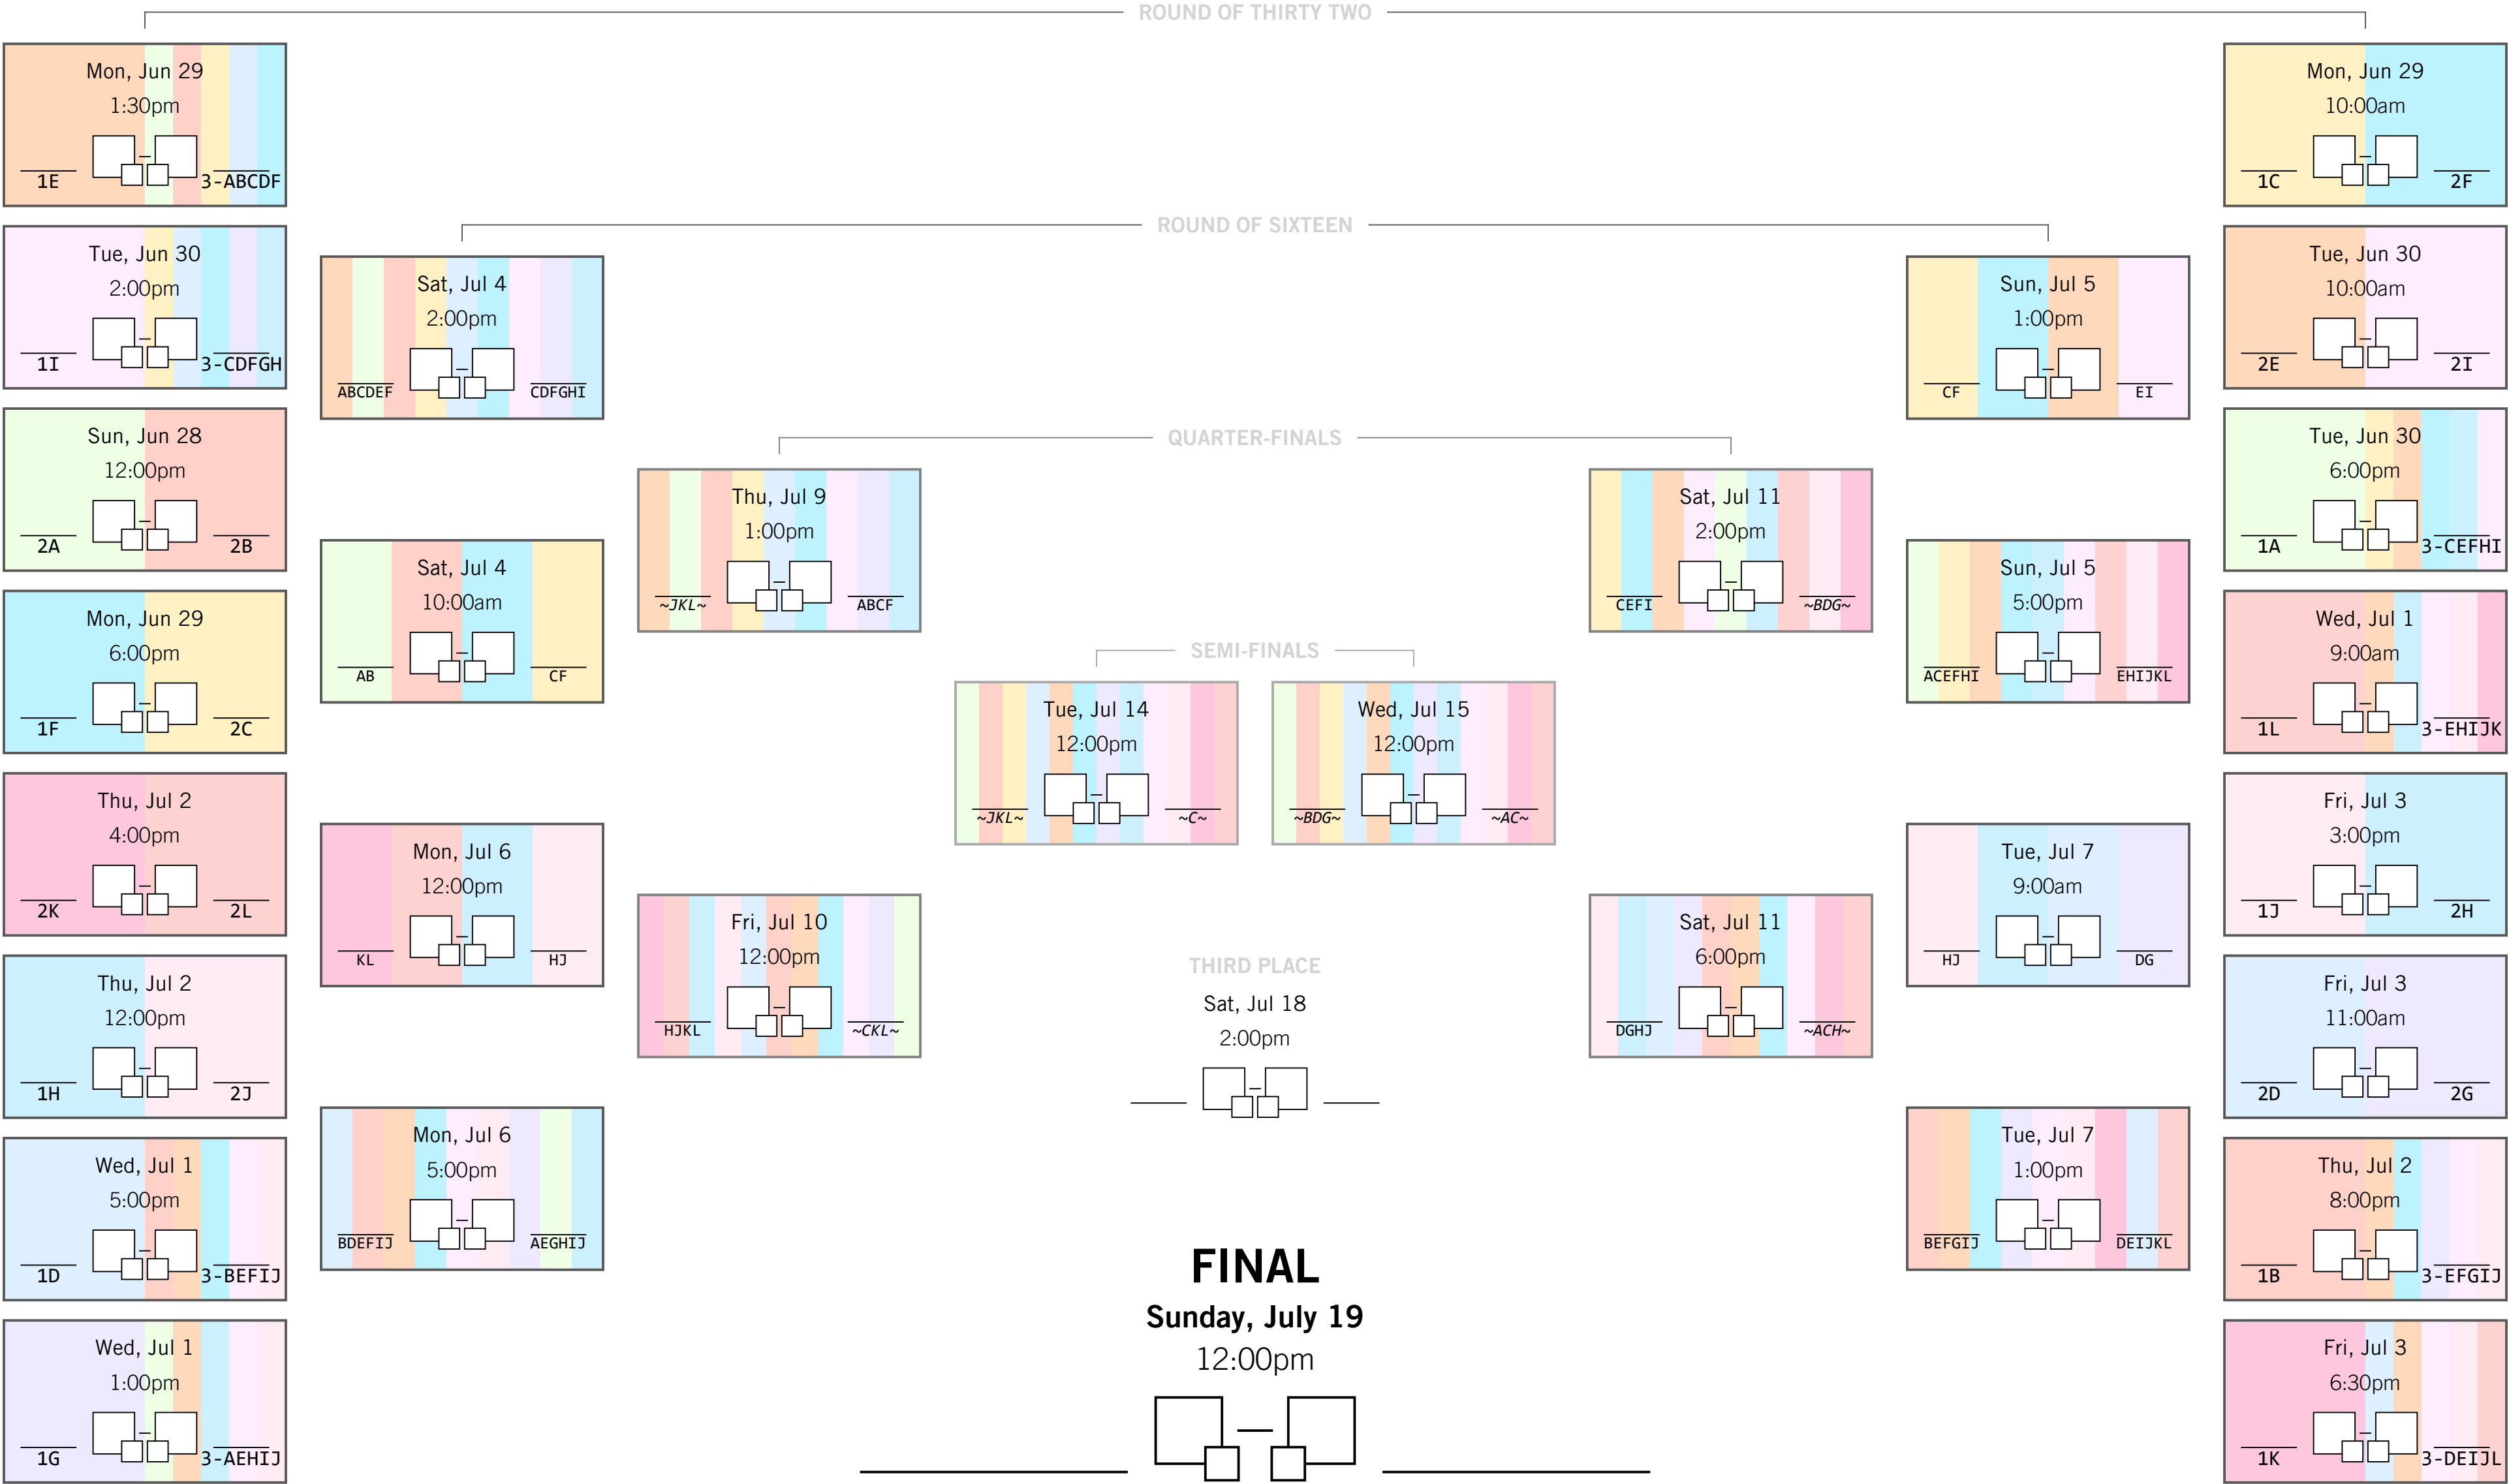 ROUND OF THIRTY TWO
Mon, Jun 29
1:30pm
1E – 3-ABCDF
Tue, Jun 30
2:00pm
1I – 3-CDFGH
Sun, Jun 28
12:00pm
2A – 2B
Mon, Jun 29
6:00pm
1F – 2C
Thu, Jul 2
4:00pm
2K – 2L
Thu, Jul 2
12:00pm
1H – 2J
Wed, Jul 1
5:00pm
1D – 3-BEFIJ
Wed, Jul 1
1:00pm
1G – 3-AEHIJ
Mon, Jun 29
10:00am
1C – 2F
Tue, Jun 30
10:00am
2E – 2I
Tue, Jun 30
6:00pm
1A – 3-CEFHI
Wed, Jul 1
9:00am
1L – 3-EHIJK
Fri, Jul 3
3:00pm
1J – 2H
Fri, Jul 3
11:00am
2D – 2G
Thu, Jul 2
8:00pm
1B – 3-EFGIJ
Fri, Jul 3
6:30pm
1K – 3-DEIJL
ROUND OF SIXTEEN
Sat, Jul 4
2:00pm
ABCDEF – CDFGHI
Sat, Jul 4
10:00am
AB – CF
Mon, Jul 6
12:00pm
KL – HJ
Mon, Jul 6
5:00pm
BDEFIJ – AEGHIJ
Sun, Jul 5
1:00pm
CF – EI
Sun, Jul 5
5:00pm
ACEFHI – EHIJKL
Tue, Jul 7
9:00am
HJ – DG
Tue, Jul 7
1:00pm
BEFGIJ – DEIJKL
QUARTER-FINALS
Thu, Jul 9
1:00pm
~JKL~ – ABCF
Fri, Jul 10
12:00pm
HJKL – ~CKL~
Sat, Jul 11
2:00pm
CEFI – ~BDG~
Sat, Jul 11
6:00pm
DGHJ – ~ACH~
SEMI-FINALS
Tue, Jul 14
12:00pm
~JKL~ – ~C~
Wed, Jul 15
12:00pm
~BDG~ – ~AC~
THIRD PLACE
Sat, Jul 18
2:00pm
–
FINAL
Sunday, July 19
12:00pm
–